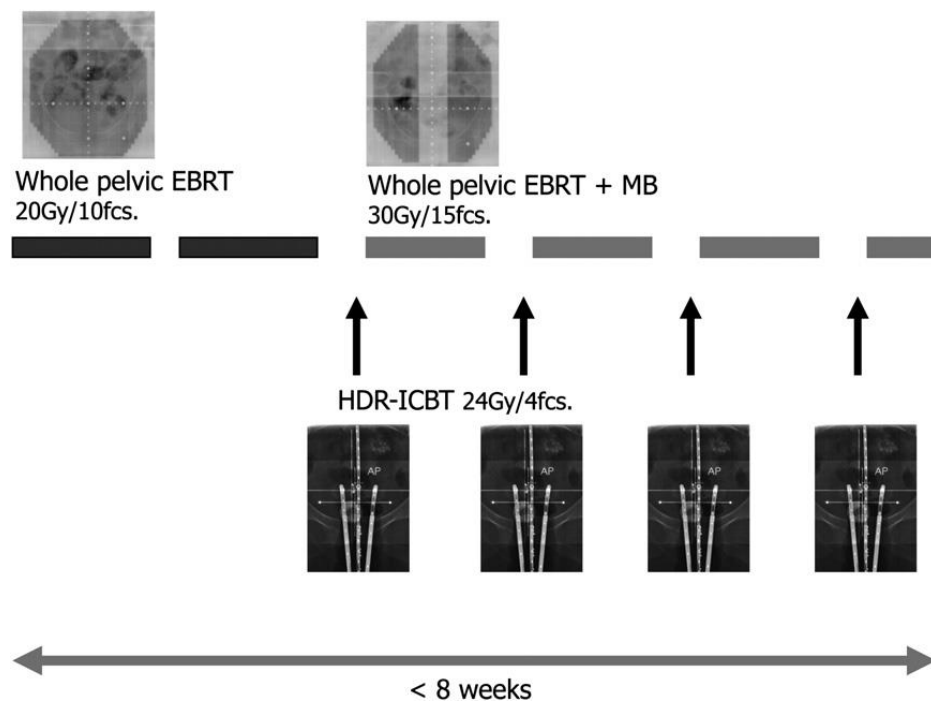 Whole pelvic EBRT
20Gy/10fcs.
Whole pelvic EBRT + MB
30Gy/15fcs.
HDR-ICBT 24Gy/4fcs.
AP
AP
AP
AP
< 8 weeks